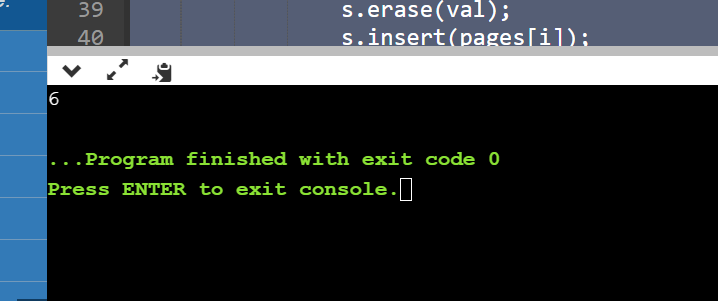 39 s.erase(val);
40 s.insert(pages[i]);
6
...Program finished with exit code 0
Press ENTER to exit console.